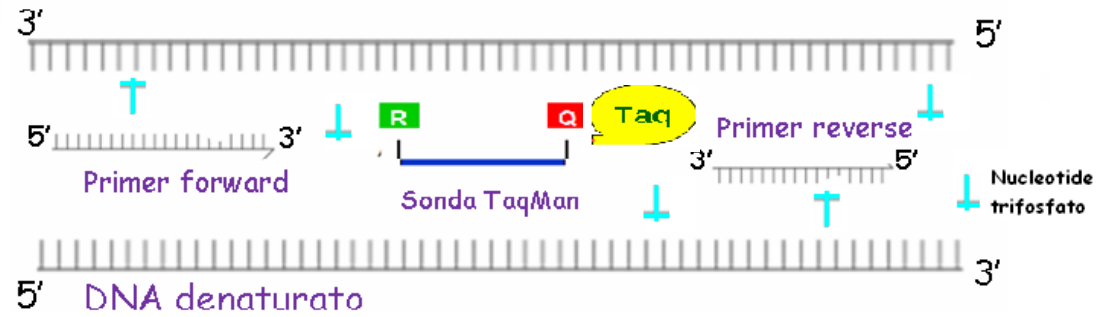 3′ 5′
R Q Taq
5′ 3′ Primer reverse
Primer forward 3′ 5′
Sonda TaqMan
Nucleotide
trifosfato
3′
5′ DNA denaturato